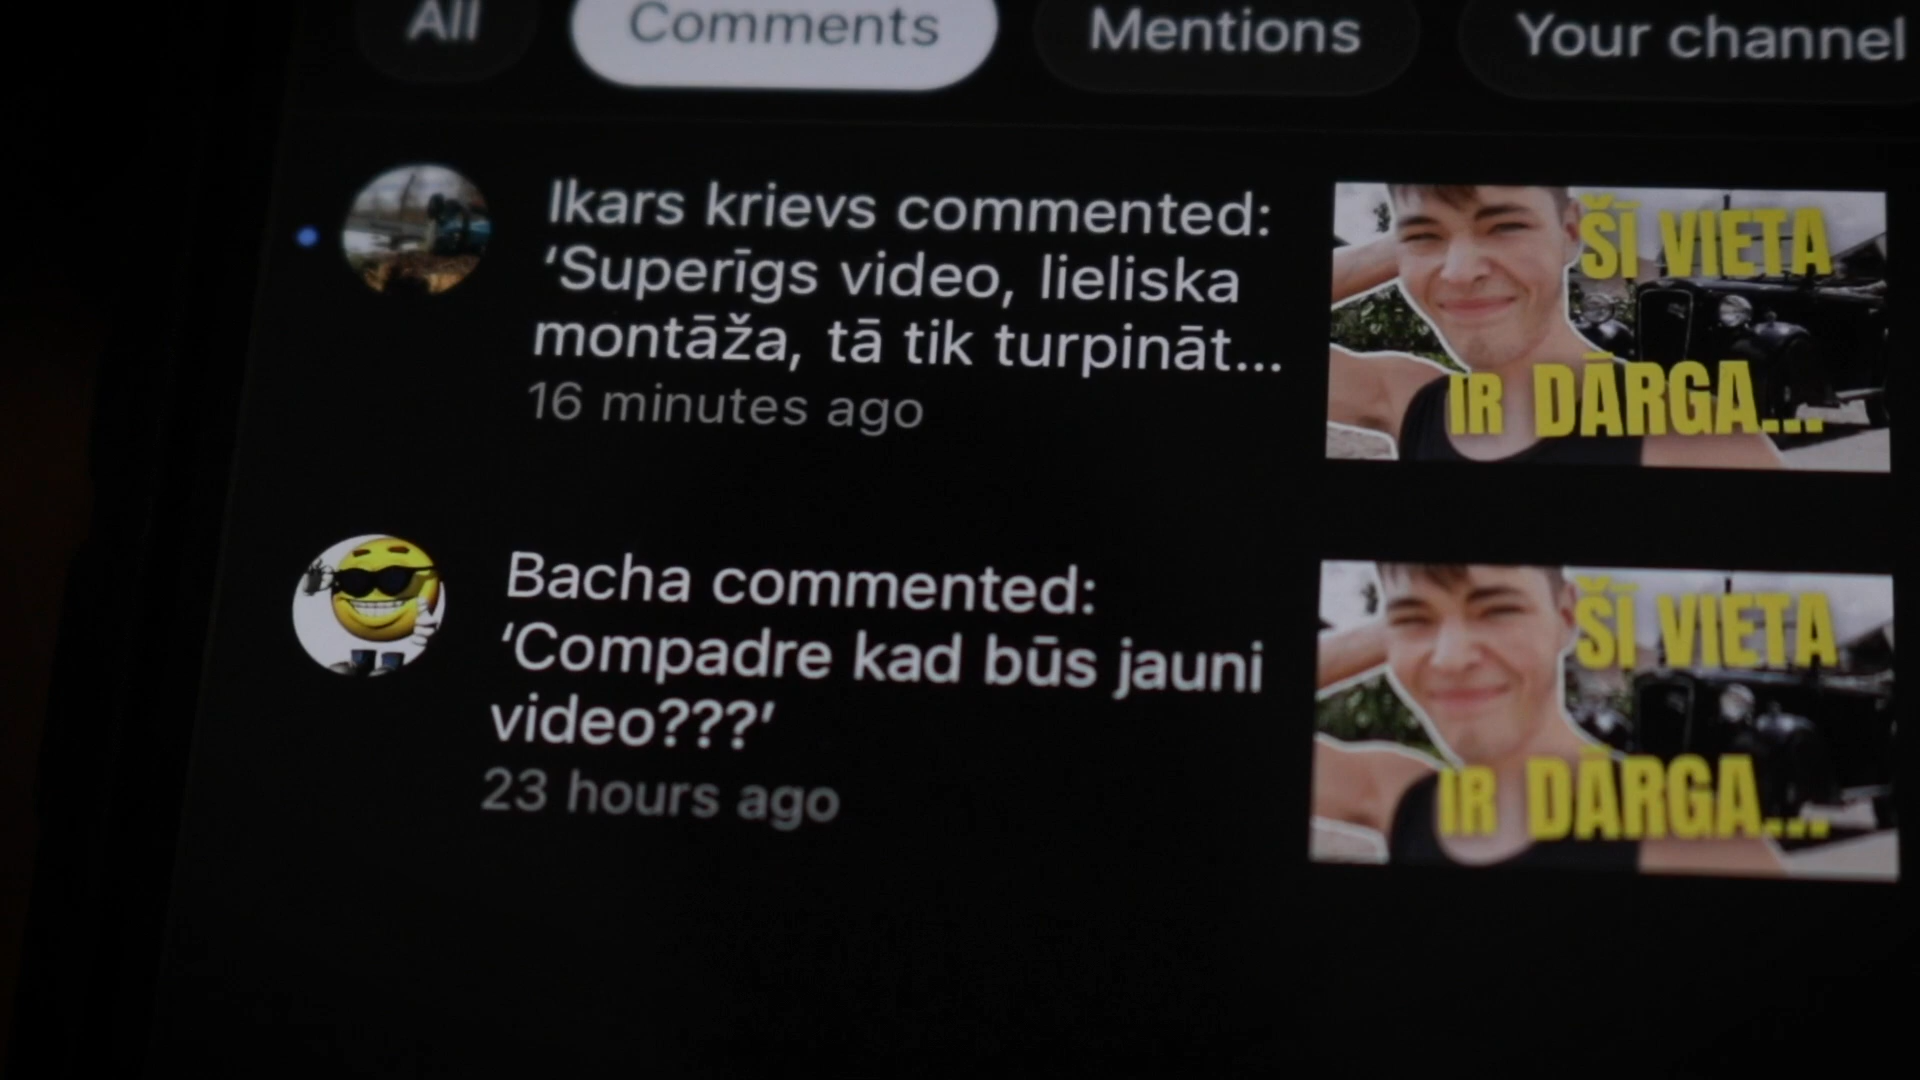 All
Comments
Mentions
Your channel
Ikars krievs commented:
‘Superīgs video, lieliska
montāža, tā tik turpināt...
16 minutes ago
ŠĪ VIETA
IR DĀRGA...
Bacha commented:
‘Compadre kad būs jauni
video???’
23 hours ago
ŠĪ VIETA
IR DĀRGA...